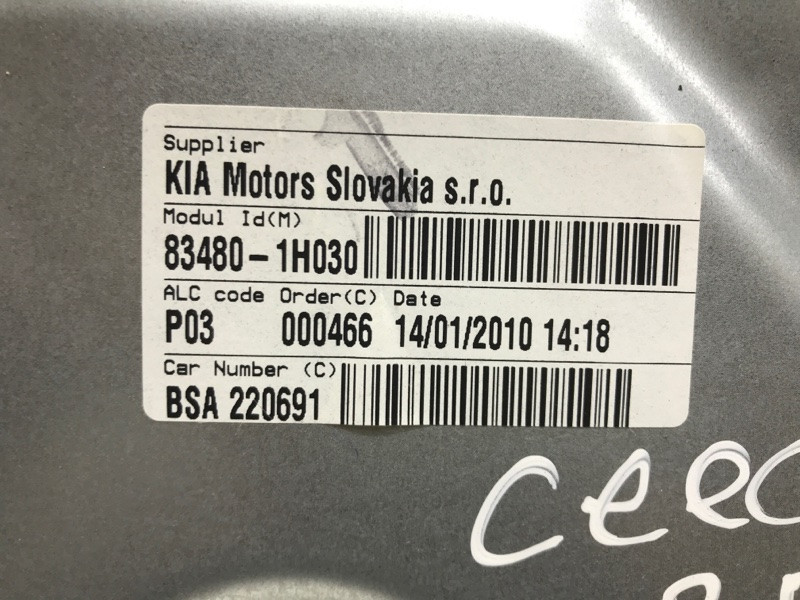 Supplier
KIA Motors Slovakia s.r.o.
Modul Id(M)
83480-1H030
ALC code Order(C) Date
P03 000466 14/01/2010 14:18
Car Number (C)
BSA 220691